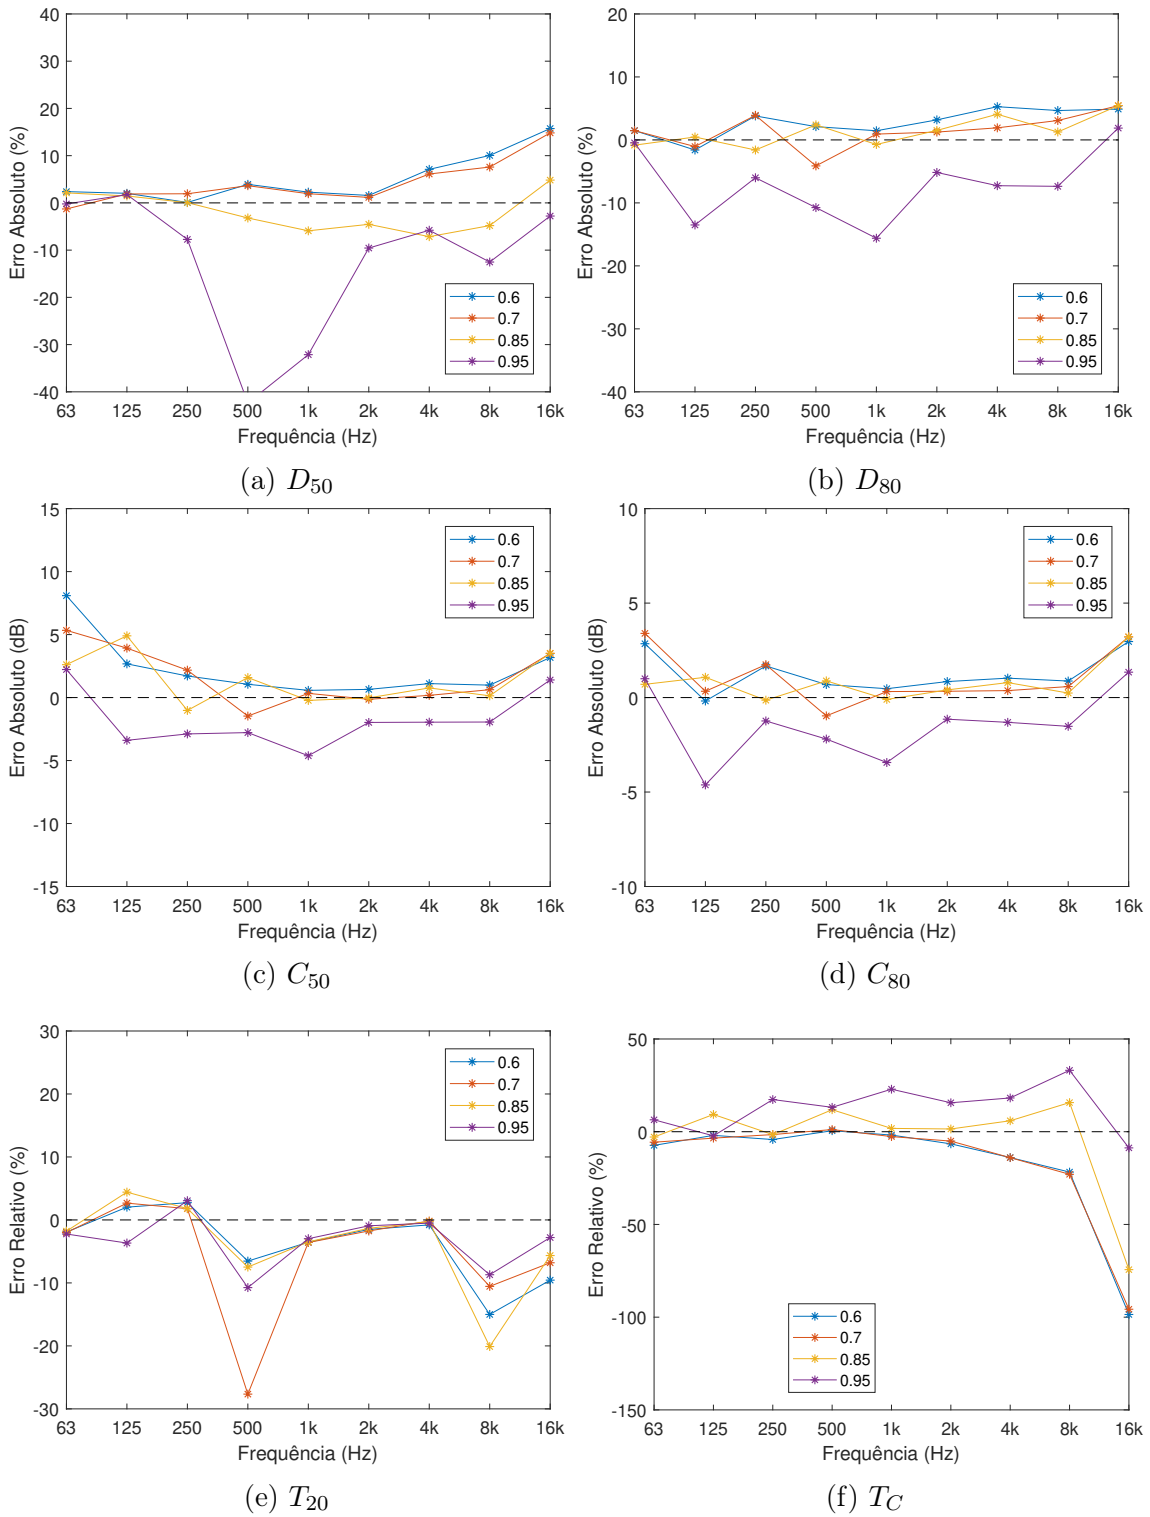 40
30
20
10
0
-10
-20
-30
-40
Erro Absoluto (%)
63 125 250 500 1k 2k 4k 8k 16k
Frequência (Hz)
0.6
0.7
0.85
0.95
(a) D50
20
10
0
-10
-20
-30
-40
Erro Absoluto (%)
63 125 250 500 1k 2k 4k 8k 16k
Frequência (Hz)
0.6
0.7
0.85
0.95
(b) D80
15
10
5
0
-5
-10
-15
Erro Absoluto (dB)
63 125 250 500 1k 2k 4k 8k 16k
Frequência (Hz)
0.6
0.7
0.85
0.95
(c) C50
10
5
0
-5
-10
Erro Absoluto (dB)
63 125 250 500 1k 2k 4k 8k 16k
Frequência (Hz)
0.6
0.7
0.85
0.95
(d) C80
30
20
10
0
-10
-20
-30
Erro Relativo (%)
63 125 250 500 1k 2k 4k 8k 16k
Frequência (Hz)
0.6
0.7
0.85
0.95
(e) T20
50
0
-50
-100
-150
Erro Relativo (%)
63 125 250 500 1k 2k 4k 8k 16k
Frequência (Hz)
0.6
0.7
0.85
0.95
(f) TC